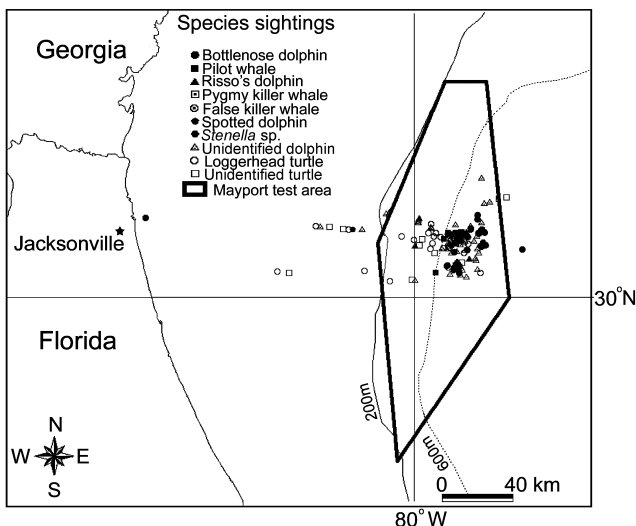 Species sightings
Georgia
Bottlenose dolphin
Pilot whale
Risso's dolphin
Pygmy killer whale
False killer whale
Spotted dolphin
Stenella sp.
Unidentified dolphin
Loggerhead turtle
Unidentified turtle
Mayport test area
Jacksonville
30°N
Florida
200m
600m
N
W E
S
0 40 km
80° W